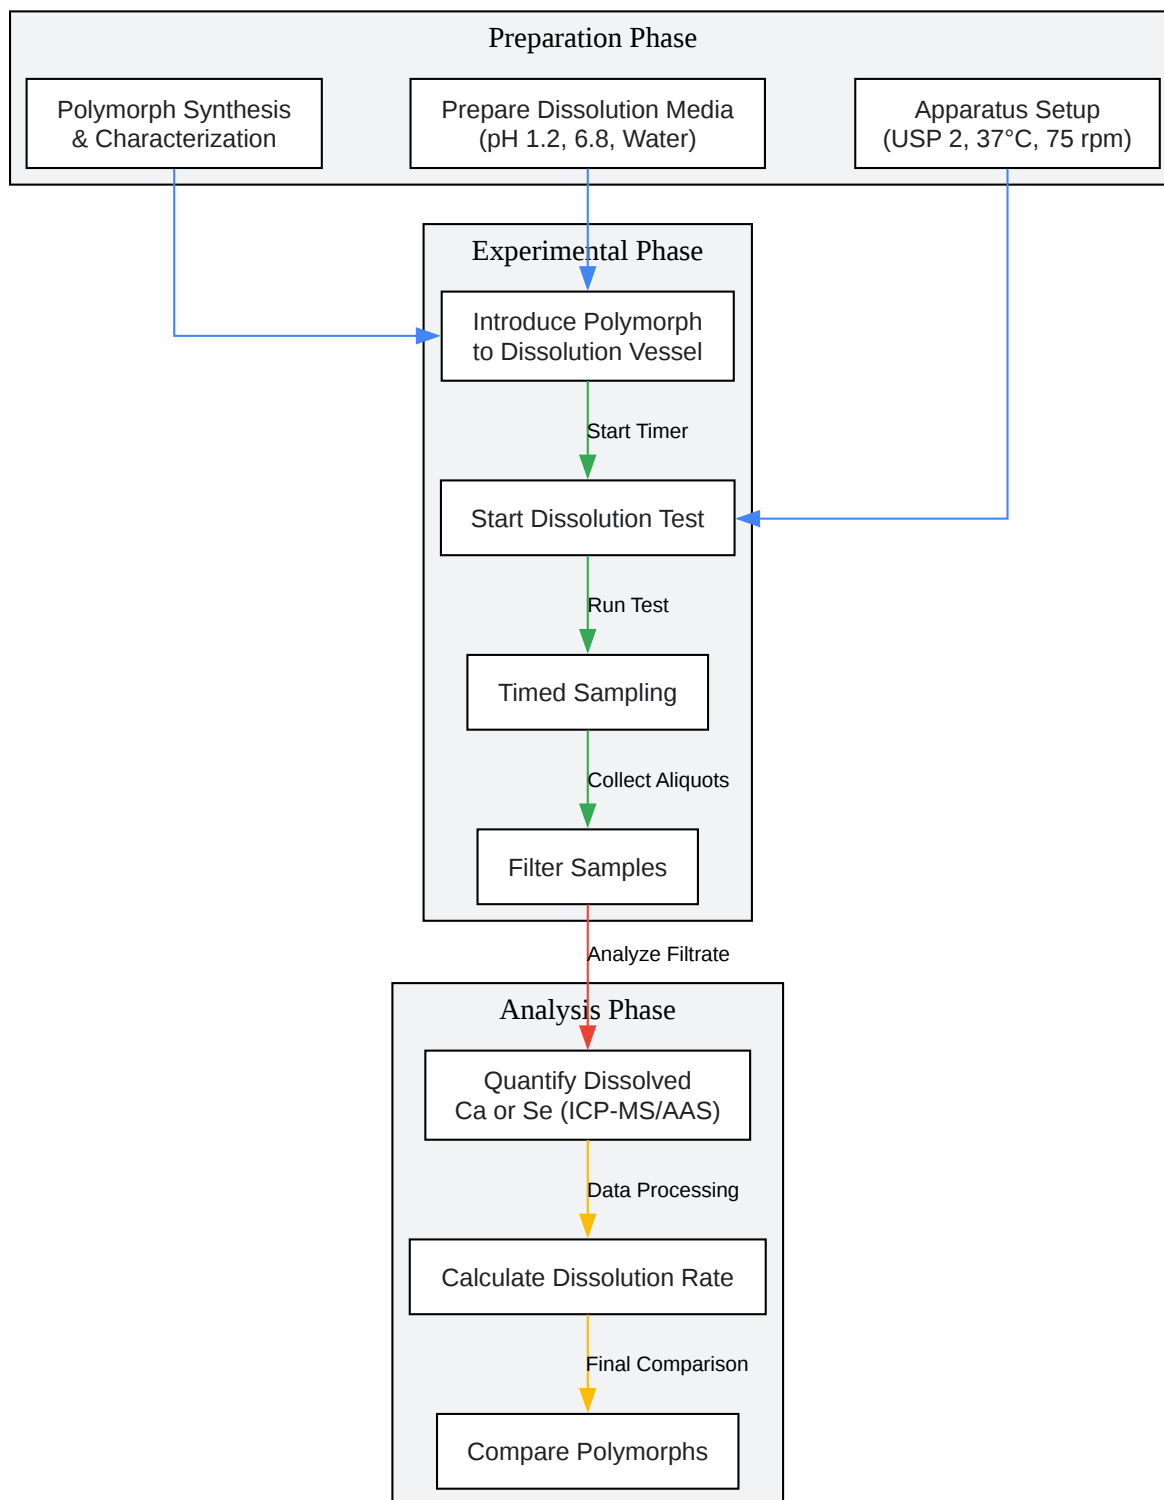 Preparation Phase
Polymorph Synthesis
& Characterization
Prepare Dissolution Media
(pH 1.2, 6.8, Water)
Apparatus Setup
(USP 2, 37°C, 75 rpm)
Experimental Phase
Introduce Polymorph
to Dissolution Vessel
Start Timer
Start Dissolution Test
Run Test
Timed Sampling
Collect Aliquots
Filter Samples
Analyze Filtrate
Analysis Phase
Quantify Dissolved
Ca or Se (ICP-MS/AAS)
Data Processing
Calculate Dissolution Rate
Final Comparison
Compare Polymorphs